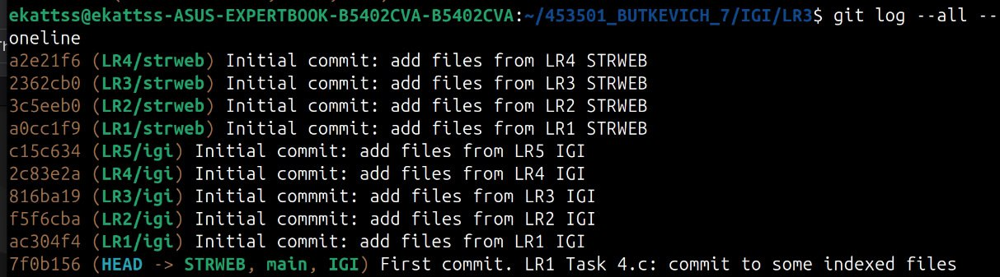 ekattss@ekattss-ASUS-EXPERTBOOK-B5402CVA-B5402CVA:~/453501_BUTKEVICH_7/IGI/LR3$ git log --all --
oneline
a2e21f6 (LR4/strweb) Initial commit: add files from LR4 STRWEB
2362cb0 (LR3/strweb) Initial commit: add files from LR3 STRWEB
3c5eeb0 (LR2/strweb) Initial commit: add files from LR2 STRWEB
a0cc1f9 (LR1/strweb) Initial commit: add files from LR1 STRWEB
c15c634 (LR5/igi) Initial commit: add files from LR5 IGI
2c83e2a (LR4/igi) Initial commit: add files from LR4 IGI
816ba19 (LR3/igi) Initial commmit: add files from LR3 IGI
f5f6cba (LR2/igi) Initial commmit: add files from LR2 IGI
ac304f4 (LR1/igi) Initial commit: add files from LR1 IGI
7f0b156 (HEAD -> STRWEB, main, IGI) First commit. LR1 Task 4.c: commit to some indexed files